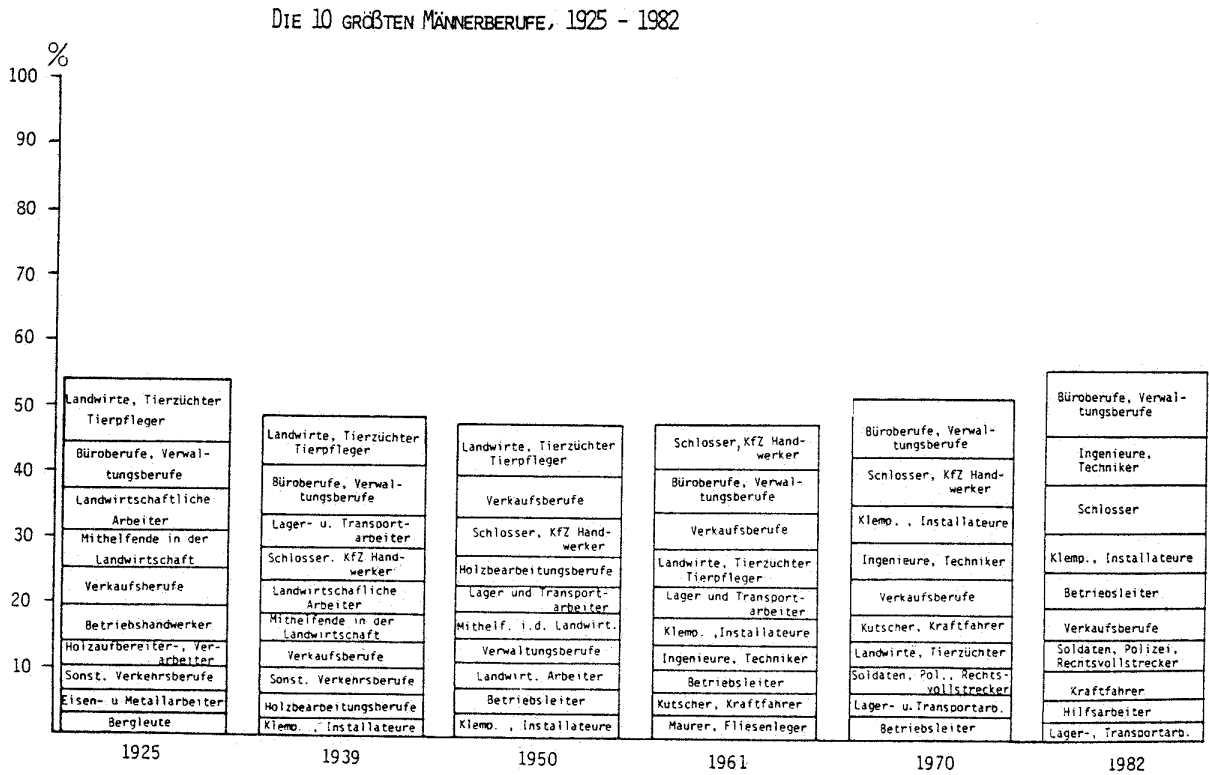 DIE 10 GRÖßTEN MÄNNERBERUFE, 1925 - 1982
%
100
90
80
70
60
50
40
30
20
10
Landwirte, Tierzüchter
Tierpfleger
Büroberufe, Verwal-
tungsberufe
Landwirtschaftliche
Arbeiter
Mithelfende in der
Landwirtschaft
Verkaufsberufe
Betriebshandwerker
Holzaufbereiter-, Ver-
arbeiter
Sonst. Verkehrsberufe
Eisen- u Metallarbeiter
Bergleute
1925
Landwirte, Tierzüchter
Tierpfleger
Büroberufe, Verwal-
tungsberufe
Lager- u. Transport-
arbeiter
Schlosser. KfZ Hand-
werker
Landwirtschafliche
Arbeiter
Mithelfende in der
Landwirtschaft
Verkaufsberufe
Sonst. Verkehrsberufe
Holzbearbeitungsberufe
Klemp. , Installateure
1939
Landwirte, Tierzüchter
Tierpfleger
Verkaufsberufe
Schlosser, KfZ Hand-
werker
Holzbearbeitungsberufe
Lager und Transport-
arbeiter
Mithelf. i.d. Landwirt.
Verwaltungsberufe
Landwirt. Arbeiter
Betriebsleiter
Klemp. , Installateure
1950
Schlosser, KfZ Hand-
werker
Büroberufe, Verwal-
tungsberufe
Verkaufsberufe
Landwirte, Tierzüchter
Tierpfleger
Lager und Transport-
arbeiter
Klemp. ,Installateure
Ingenieure, Techniker
Betriebsleiter
Kutscher, Kraftfahrer
Maurer, Fliesenleger
1961
Büroberufe, Verwal-
tungsberufe
Schlosser, KfZ Hand-
werker
Klemp. , Installateure
Ingenieure, Techniker
Verkaufsberufe
Kutscher, Kraftfahrer
Landwirte, Tierzüchter
Soldaten, Pol., Rechts-
vollstrecker
Lager- u.Transportarb.
Betriebsleiter
1970
Büroberufe, Verwal-
tungsberufe
Ingenieure,
Techniker
Schlosser
Klemp., Installateure
Betriebsleiter
Verkaufsberufe
Soldaten, Polizei,
Rechtsvollstrecker
Kraftfahrer
Hilfsarbeiter
Lager-, Transportarb.
1982